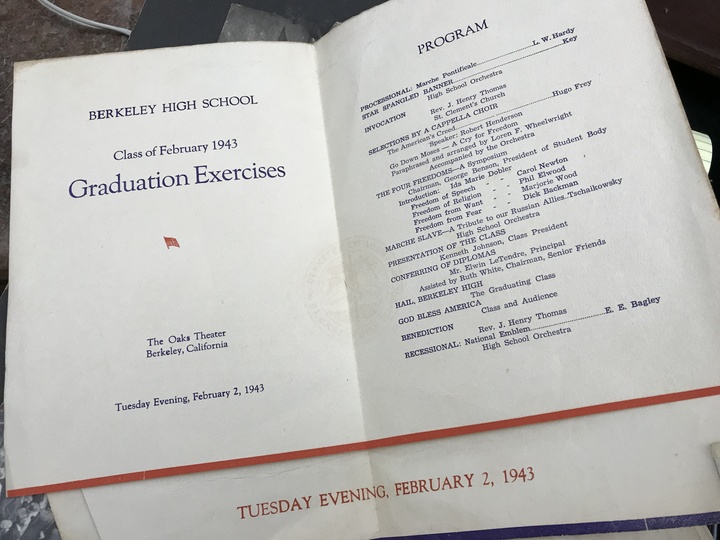 BERKELEY HIGH SCHOOL
Class of February 1943
Graduation Exercises
The Oaks Theater
Berkeley, California
Tuesday Evening, February 2, 1943
PROGRAM
PROCESSIONAL: Marche Pontificale..........L. W. Hardy
STAR SPANGLED BANNER..........Key
High School Orchestra
INVOCATION
Rev. J. Henry Thomas
St. Clement's Church
SELECTIONS BY A CAPPELLA CHOIR
The American's Creed..........Hugo Frey
Speaker: Robert Henderson
Go Down Moses — A Cry for Freedom
Paraphrased and arranged by Loren F. Wheelwright
Accompanied by the Orchestra
THE FOUR FREEDOMS—A Symposium
Chairman, George Benson, President of Student Body
Introduction: Ida Marie Dobler
Freedom of Speech - - Carol Newton
Freedom of Religion - - Phil Elwood
Freedom from Want - - Marjorie Wood
Freedom from Fear - - Dick Backman
MARCHE SLAVE—A Tribute to our Russian Allies..Tschaikowsky
High School Orchestra
PRESENTATION OF THE CLASS
Kenneth Johnson, Class President
CONFERRING OF DIPLOMAS
Mr. Elwin LeTendre, Principal
Assisted by Ruth White, Chairman, Senior Friends
HAIL, BERKELEY HIGH
The Graduating Class
GOD BLESS AMERICA
Class and Audience
BENEDICTION
Rev. J. Henry Thomas
RECESSIONAL: National Emblem..........E. E. Bagley
High School Orchestra
TUESDAY EVENING, FEBRUARY 2, 1943